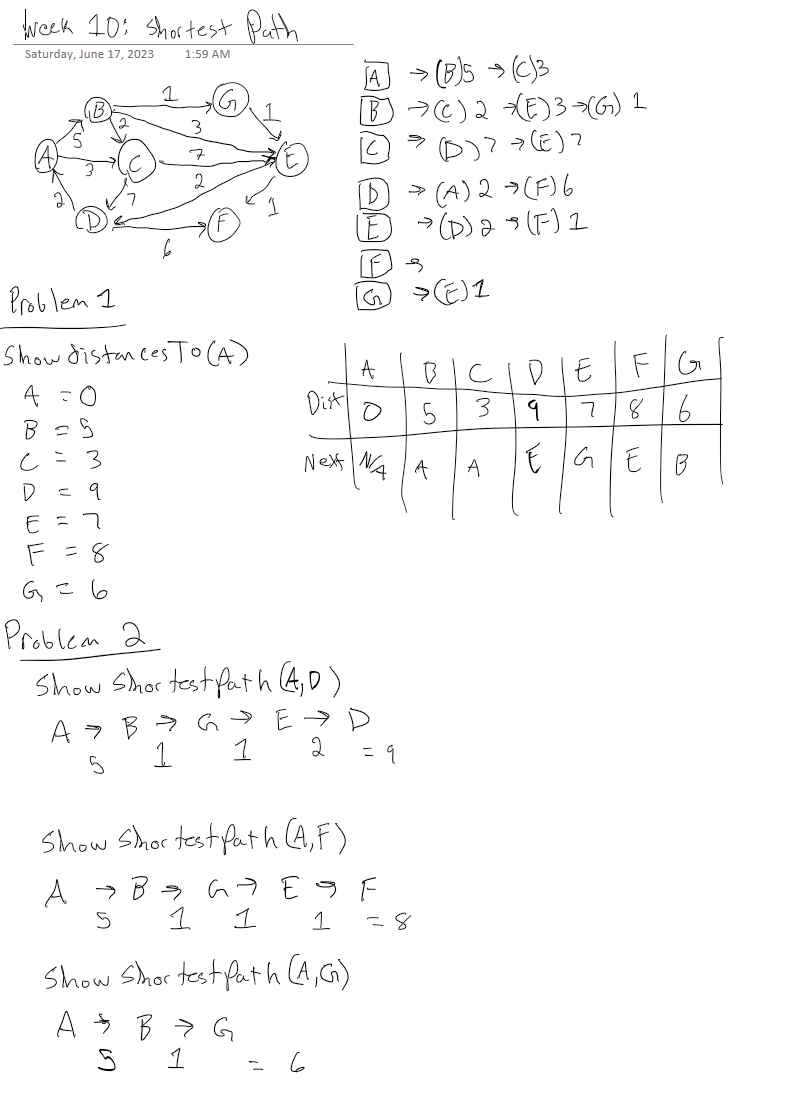 Week 10: Shortest Path
Saturday, June 17, 2023 1:59 AM
A → (B)5 → (C)3
B → (C) 2 → (E) 3 → (G) 1
C → (D) 7 → (E) 7
D → (A) 2 → (F) 6
E → (D) 2 → (F) 1
F →
G → (E) 1
B 1 G
5 2 3 1
A 3 C 7 E
2 7 2 1
D 6 F
Problem 1
Show distancesTo(A)
A = 0
B = 5
C = 3
D = 9
E = 7
F = 8
G = 6
A B C D E F G
Dist 0 5 3 9 7 8 6
Next N/A A A E G E B
Problem 2
Show Shortestpath(A,D)
A → B → G → E → D
5 1 1 2 = 9
Show Shortestpath(A,F)
A → B → G → E → F
5 1 1 1 = 8
Show Shortestpath(A,G)
A → B → G
5 1 = 6